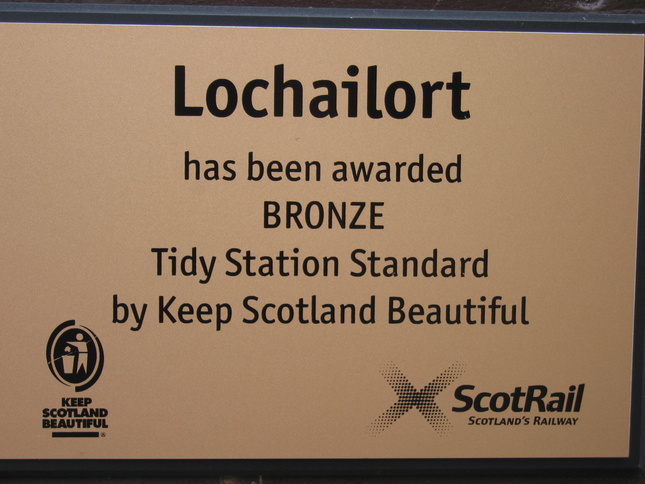 Lochailort
has been awarded
BRONZE
Tidy Station Standard
by Keep Scotland Beautiful
KEEP
SCOTLAND
BEAUTIFUL
®
ScotRail
SCOTLAND'S RAILWAY